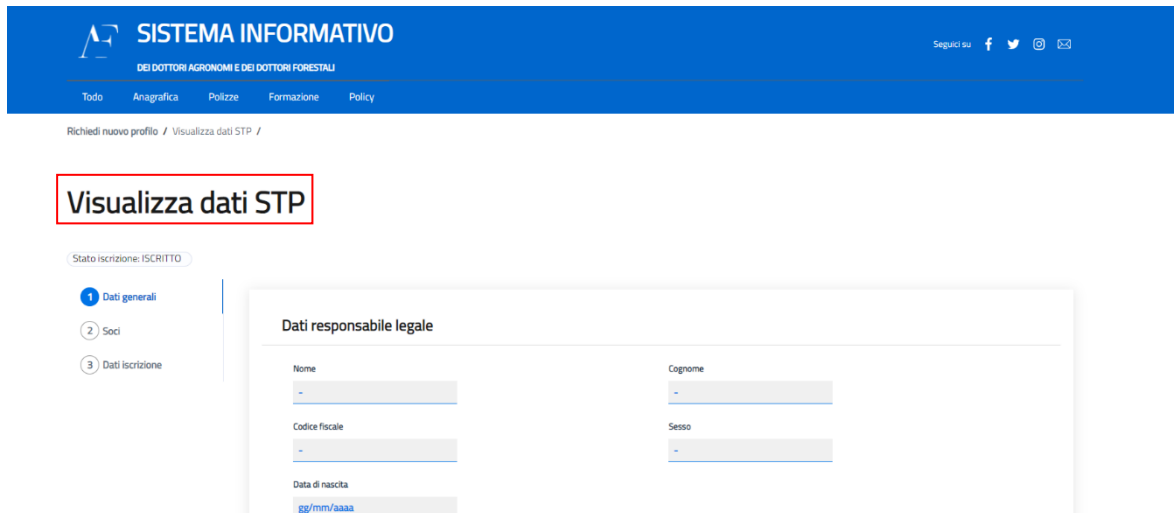 SISTEMA INFORMATIVO
DEI DOTTORI AGRONOMI E DEI DOTTORI FORESTALI
Seguici su
Todo Anagrafica Polizze Formazione Policy
Richiedi nuovo profilo / Visualizza dati STP /
Visualizza dati STP
Stato iscrizione: ISCRITTO
1 Dati generali
2 Soci
3 Dati iscrizione
Dati responsabile legale
Nome Cognome
- -
Codice fiscale Sesso
- -
Data di nascita
gg/mm/aaaa